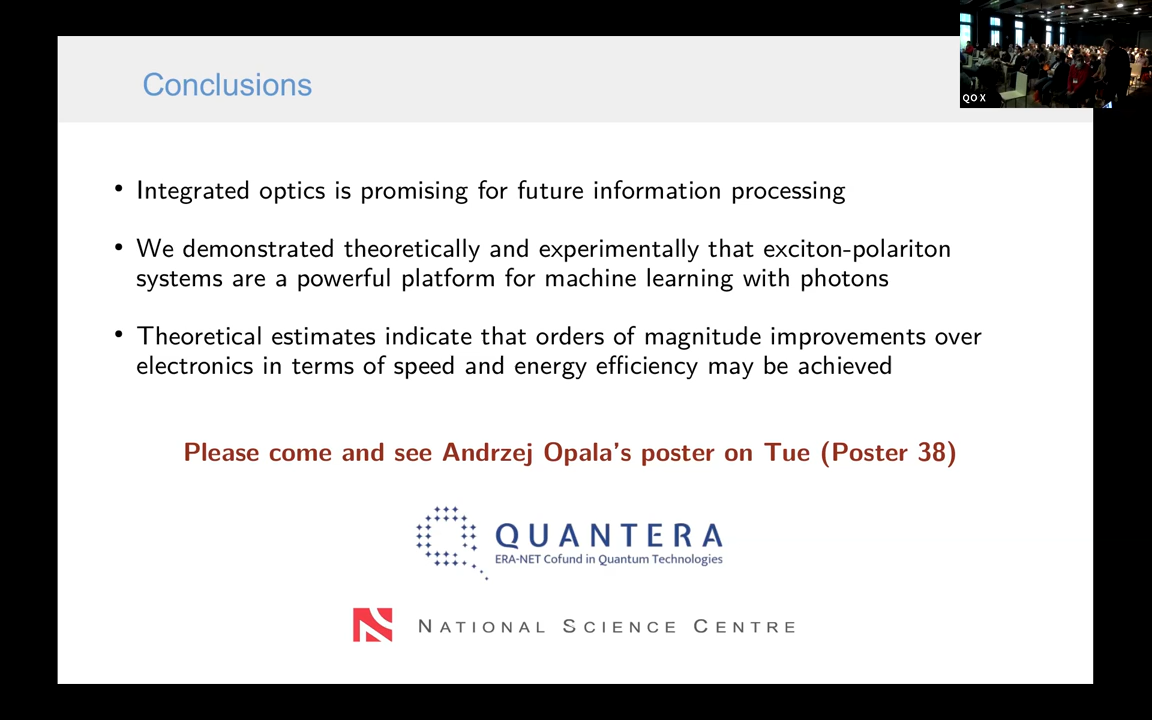 Conclusions
QO X
• Integrated optics is promising for future information processing
• We demonstrated theoretically and experimentally that exciton-polariton
systems are a powerful platform for machine learning with photons
• Theoretical estimates indicate that orders of magnitude improvements over
electronics in terms of speed and energy efficiency may be achieved
Please come and see Andrzej Opala's poster on Tue (Poster 38)
QUANTERA
ERA-NET Cofund in Quantum Technologies
NATIONAL SCIENCE CENTRE